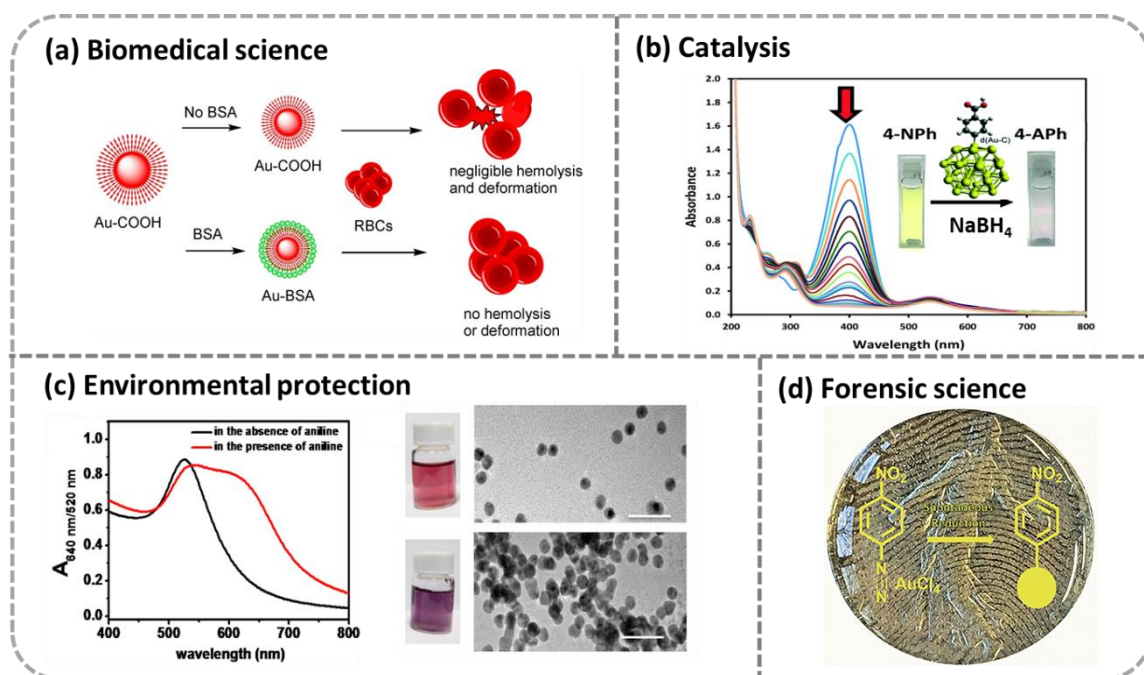 (a) Biomedical science
No BSA
Au-COOH
Au-COOH
BSA
Au-BSA
RBCs
negligible hemolysis
and deformation
no hemolysis
or deformation
(b) Catalysis
Absorbance
2.0
1.8
1.6
1.4
1.2
1.0
0.8
0.6
0.4
0.2
0.0
200
300
400
500
600
700
800
Wavelength (nm)
4-NPh
d(Au-C)
4-APh
NaBH4
(c) Environmental protection
in the absence of aniline
in the presence of aniline
A640 nm/520 nm
1.0
0.8
0.6
0.4
0.2
0.0
400
500
600
700
800
wavelength (nm)
(d) Forensic science
NO2
NO2
Spontaneous
Reduction
N
N
AuCl4